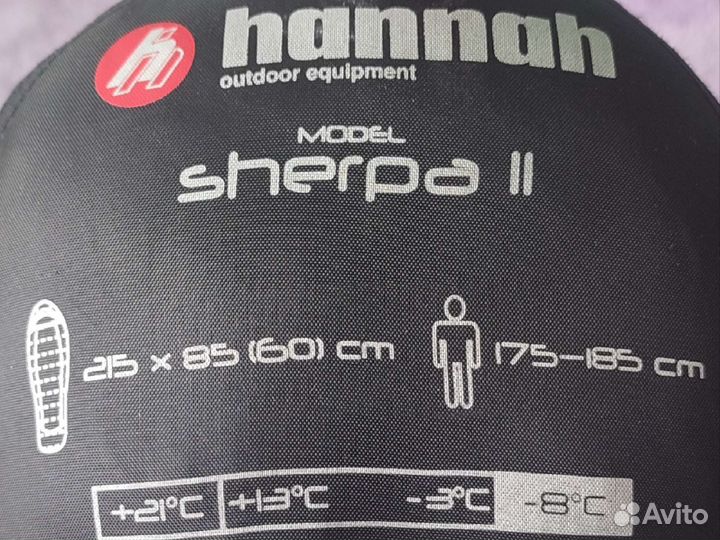 hannah
outdoor equipment
MODEL
sherpa II
215 x 85 (60) cm
175-185 cm
+21°C +13°C -3°C -8°C
Avito